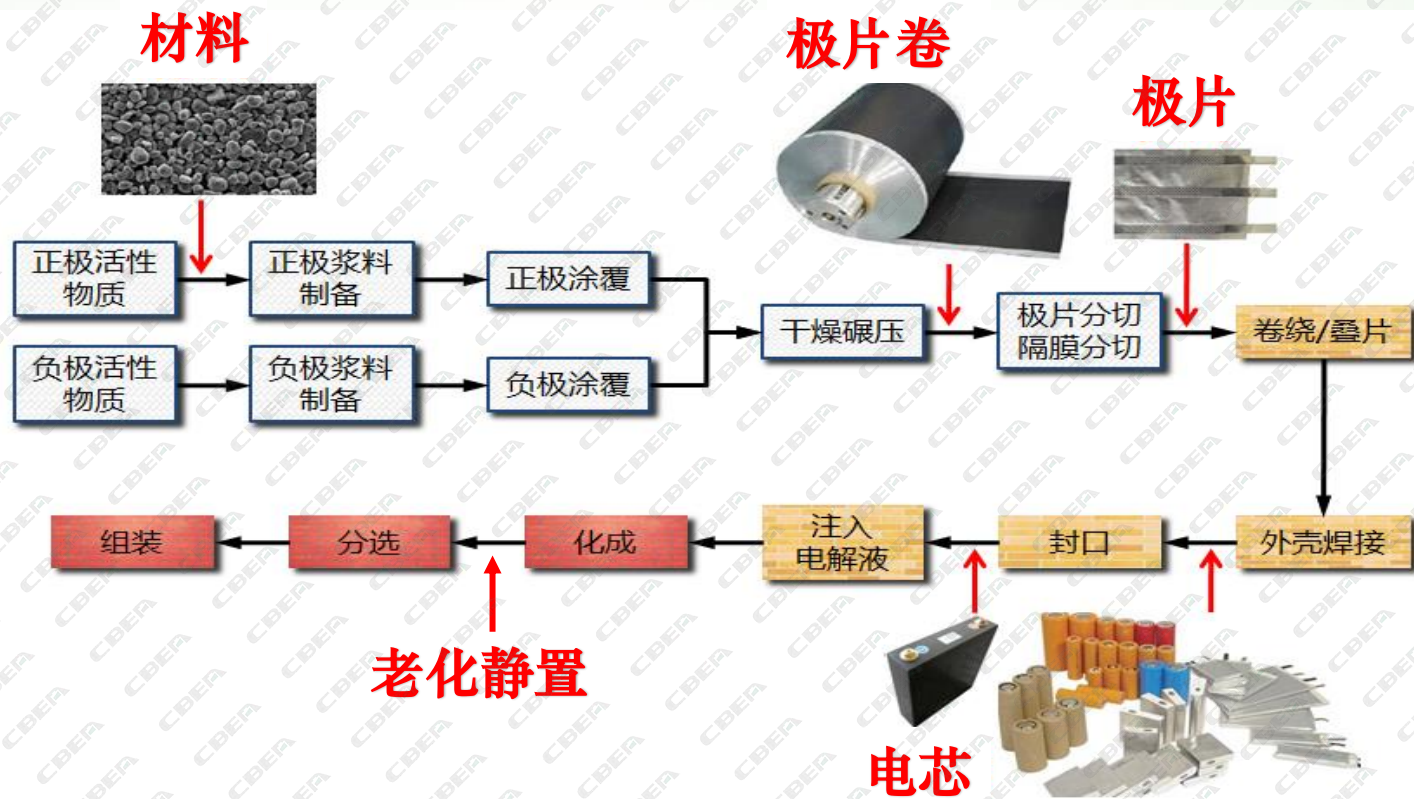 材料
极片卷
极片
正极活性
物质
正极浆料
制备
正极涂覆
负极活性
物质
负极浆料
制备
负极涂覆
干燥碾压
极片分切
隔膜分切
卷绕/叠片
组装
分选
化成
注入
电解液
封口
外壳焊接
老化静置
电芯
CBEA